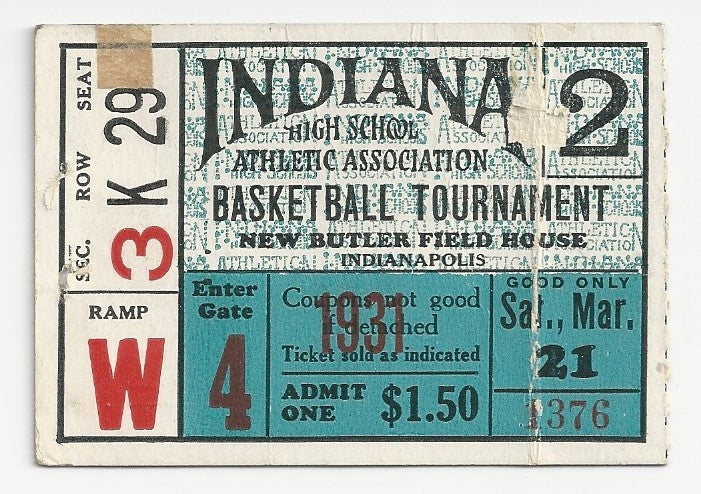 SEC. ROW SEAT
3 K 29
RAMP
W
INDIANA
HIGH SCHOOL
ATHLETIC ASSOCIATION
BASKETBALL TOURNAMENT
NEW BUTLER FIELD HOUSE
INDIANAPOLIS
2
Enter
Gate
4
Coupons not good
if detached
1931
Ticket sold as indicated
ADMIT
ONE $1.50
GOOD ONLY
Sat., Mar.
21
1376